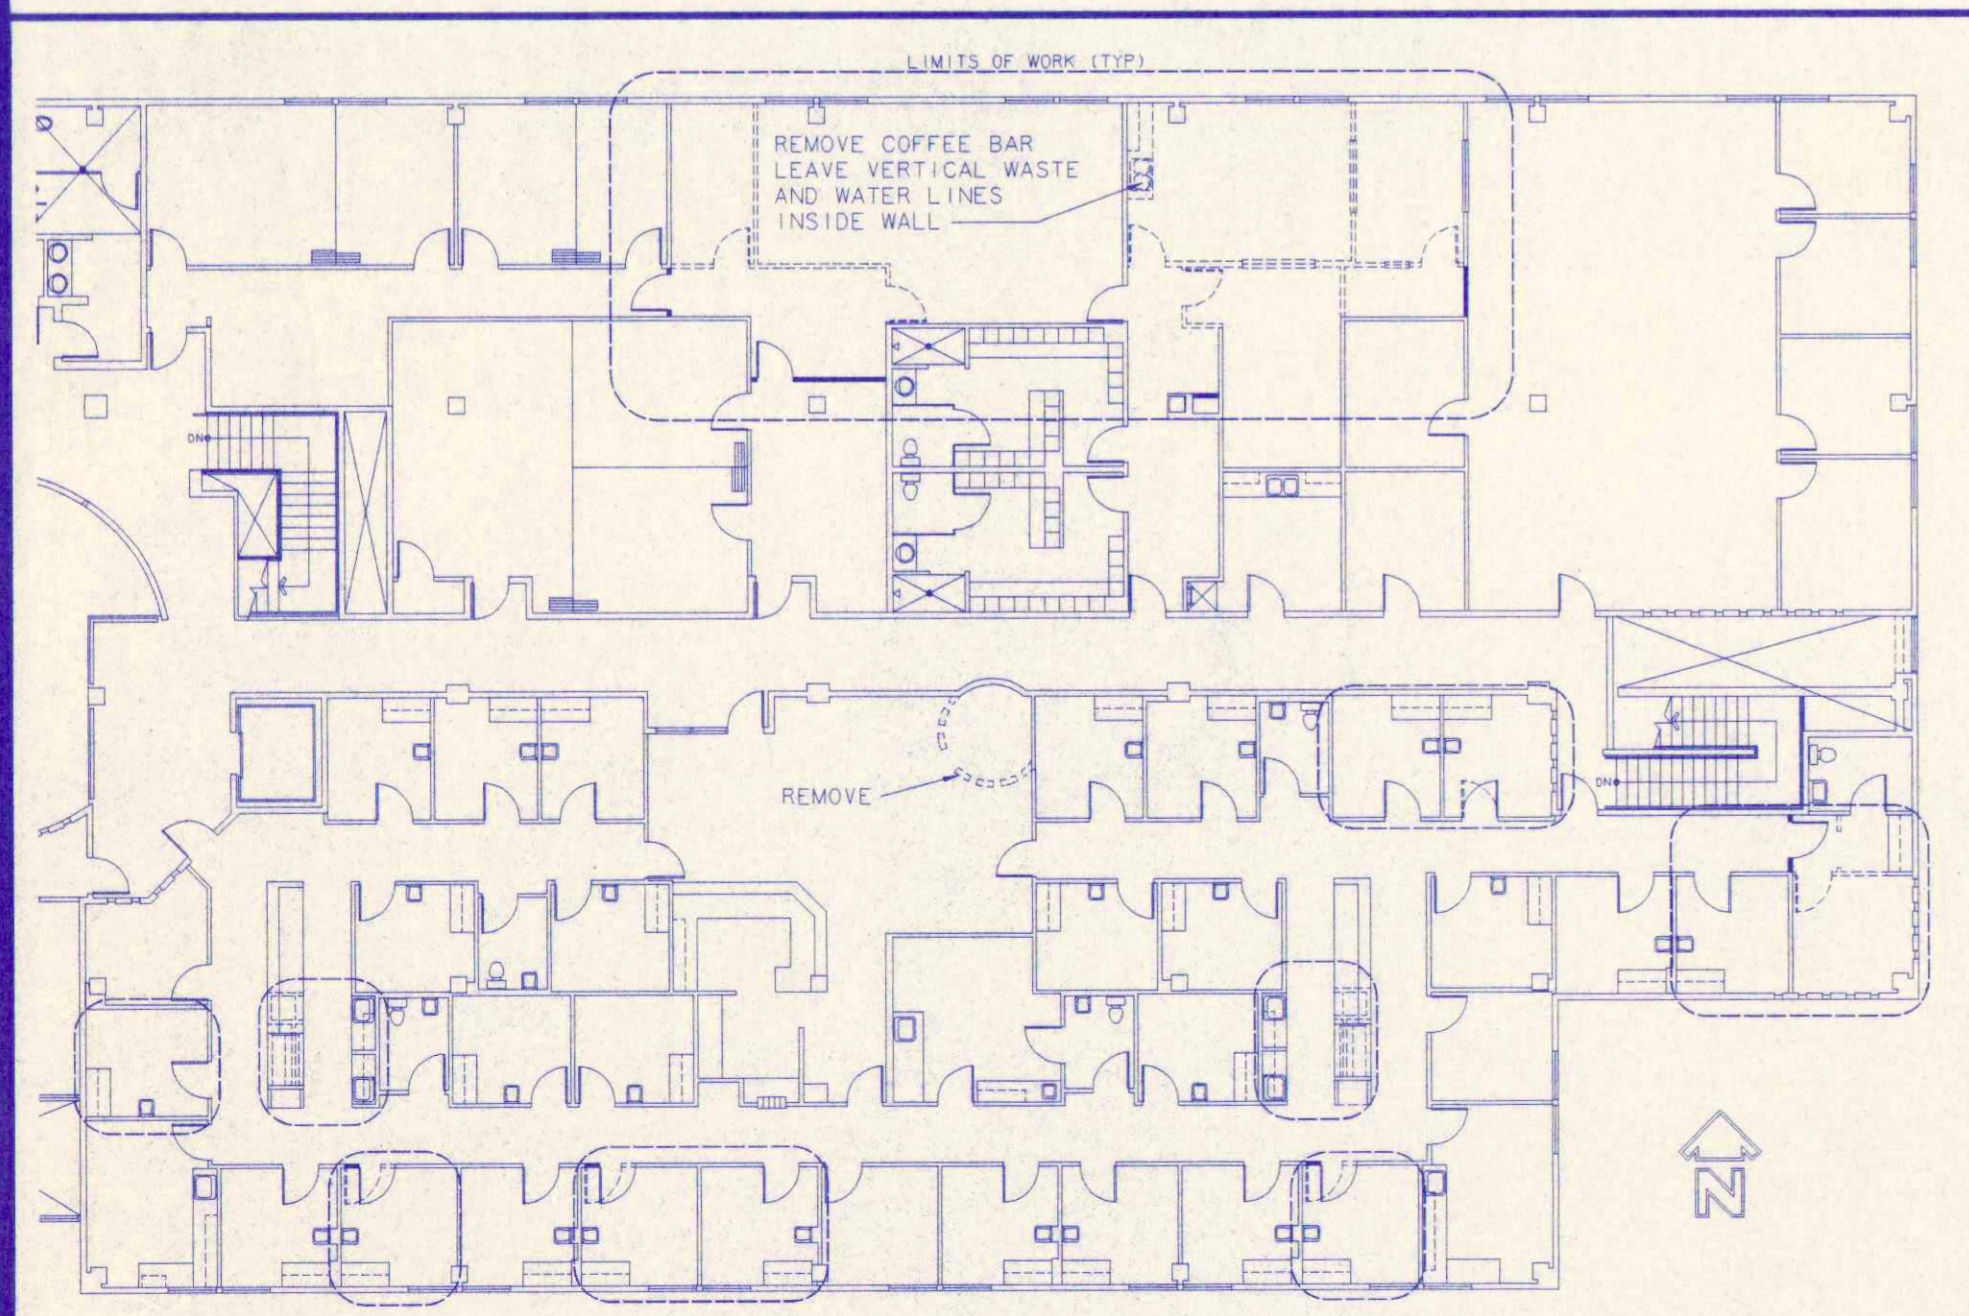 LIMITS OF WORK (TYP)
REMOVE COFFEE BAR
LEAVE VERTICAL WASTE
AND WATER LINES
INSIDE WALL
DN
REMOVE
DN
N